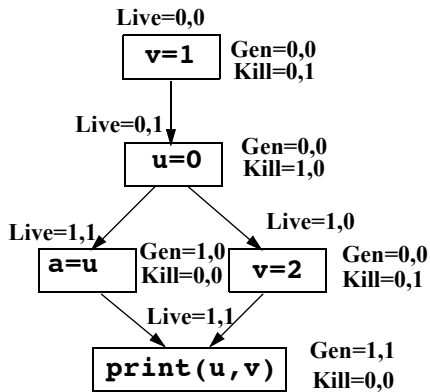 Live=0,0
v=1
Gen=0,0
Kill=0,1
Live=0,1
u=0
Gen=0,0
Kill=1,0
Live=1,1
Live=1,0
a=u
Gen=1,0
Kill=0,0
v=2
Gen=0,0
Kill=0,1
Live=1,1
print(u,v)
Gen=1,1
Kill=0,0